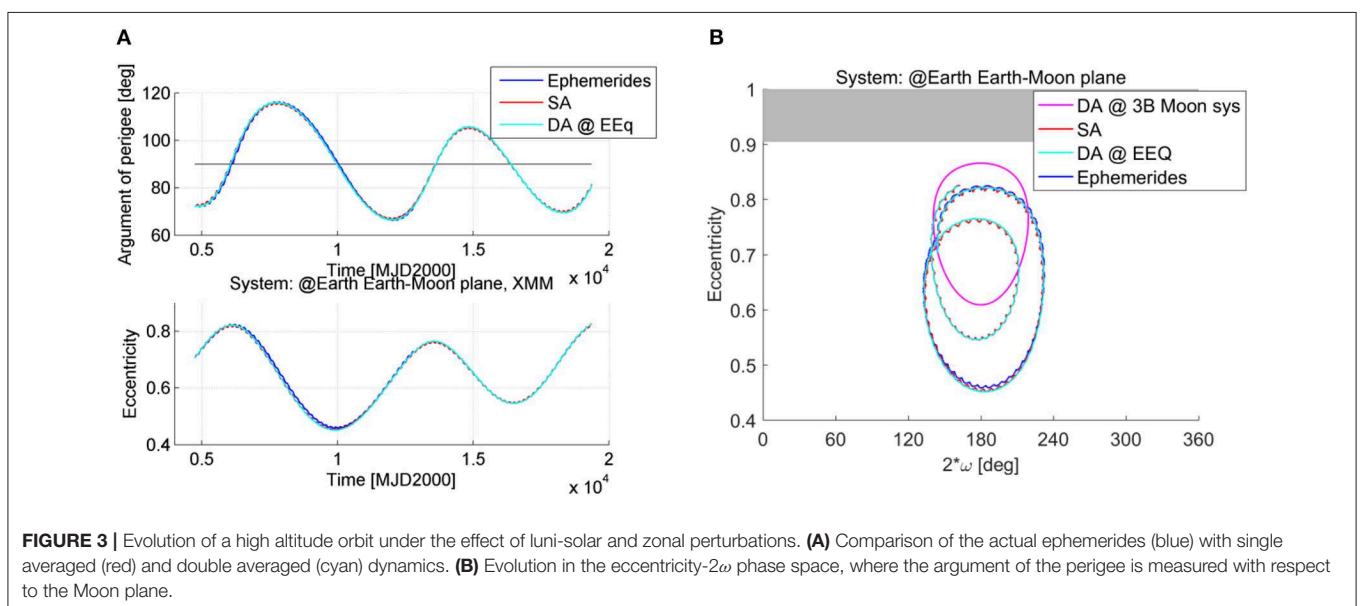 A
Ephemerides
SA
DA @ EEq
Argument of perigee [deg]
120
100
80
60
0.5
1
1.5
2
Time [MJD2000]
x 10^4
System: @Earth Earth-Moon plane, XMM
Eccentricity
0.8
0.6
0.4
0.5
1
1.5
2
Time [MJD2000]
x 10^4
B
System: @Earth Earth-Moon plane
DA @ 3B Moon sys
SA
DA @ EEQ
Ephemerides
Eccentricity
1
0.9
0.8
0.7
0.6
0.5
0.4
0
60
120
180
240
300
360
2*ω [deg]
FIGURE 3 | Evolution of a high altitude orbit under the effect of luni-solar and zonal perturbations. (A) Comparison of the actual ephemerides (blue) with single
averaged (red) and double averaged (cyan) dynamics. (B) Evolution in the eccentricity-2ω phase space, where the argument of the perigee is measured with respect
to the Moon plane.